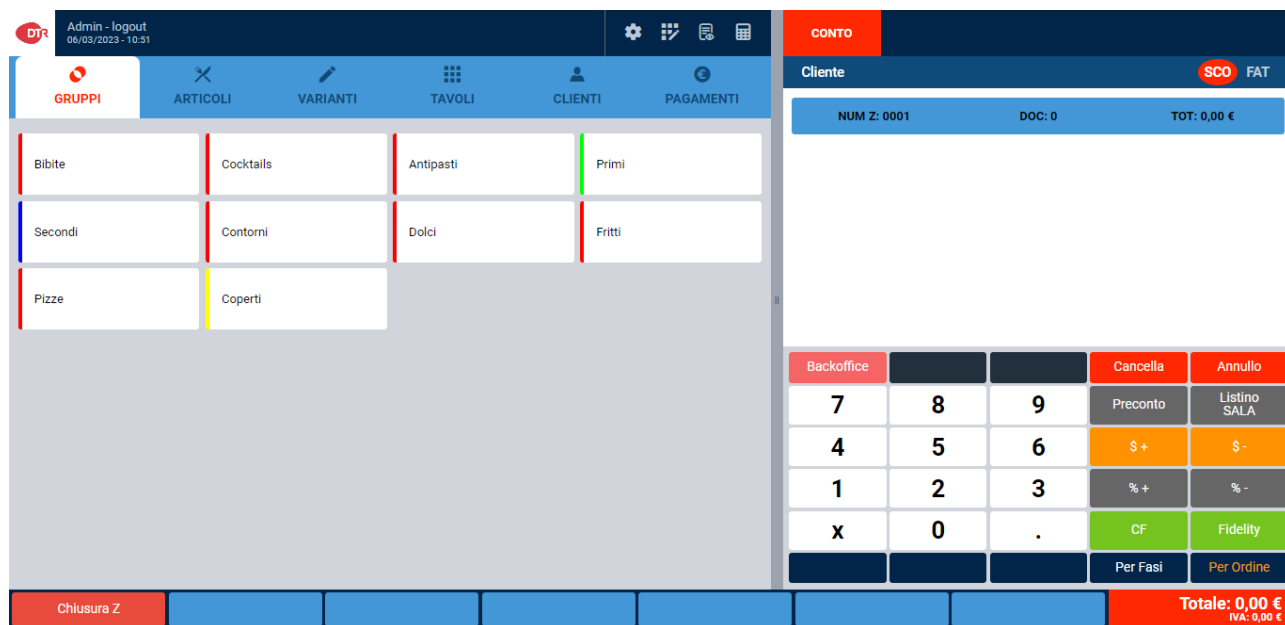 DTR
Admin - logout
06/03/2023 - 10:51
CONTO
GRUPPI
ARTICOLI
VARIANTI
TAVOLI
CLIENTI
PAGAMENTI
Cliente
SCO FAT
NUM Z: 0001 DOC: 0 TOT: 0,00 €
Bibite
Cocktails
Antipasti
Primi
Secondi
Contorni
Dolci
Fritti
Pizze
Coperti
Backoffice
Cancella
Annullo
7
8
9
Preconto
Listino
SALA
4
5
6
$ +
$ -
1
2
3
% +
% -
x
0
.
CF
Fidelity
Per Fasi
Per Ordine
Chiusura Z
Totale: 0,00 €
IVA: 0,00 €